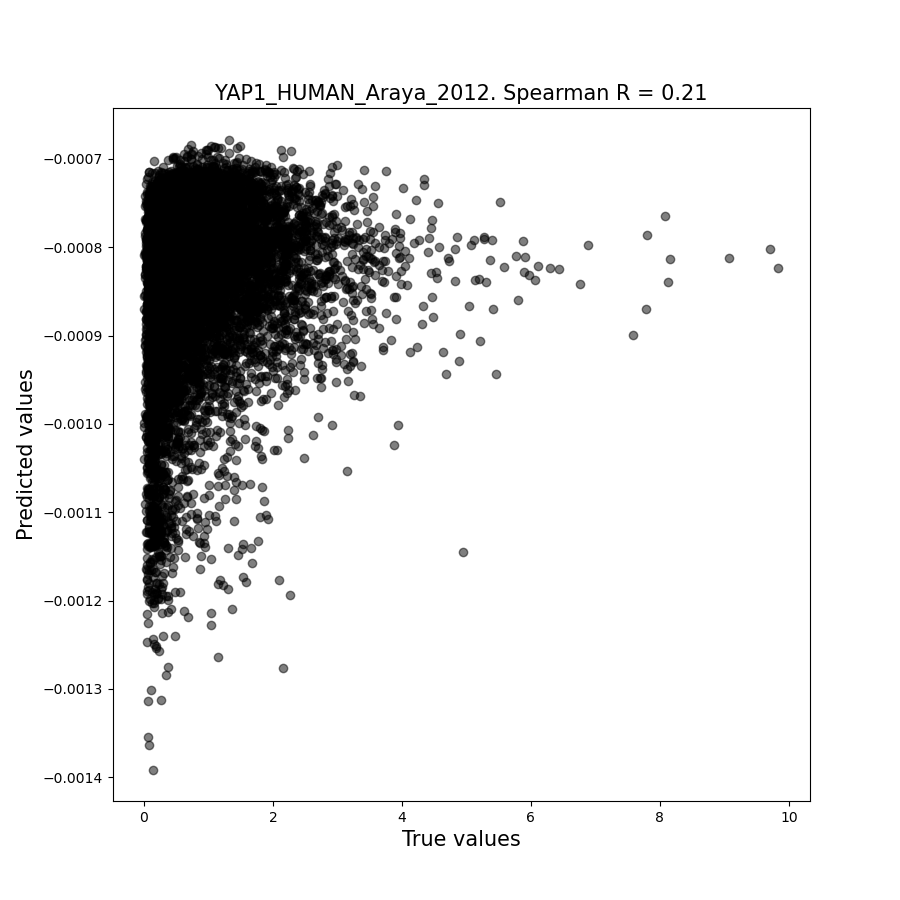 YAP1_HUMAN_Araya_2012. Spearman R = 0.21
−0.0007
−0.0008
−0.0009
−0.0010
−0.0011
−0.0012
−0.0013
−0.0014
Predicted values
0 2 4 6 8 10
True values